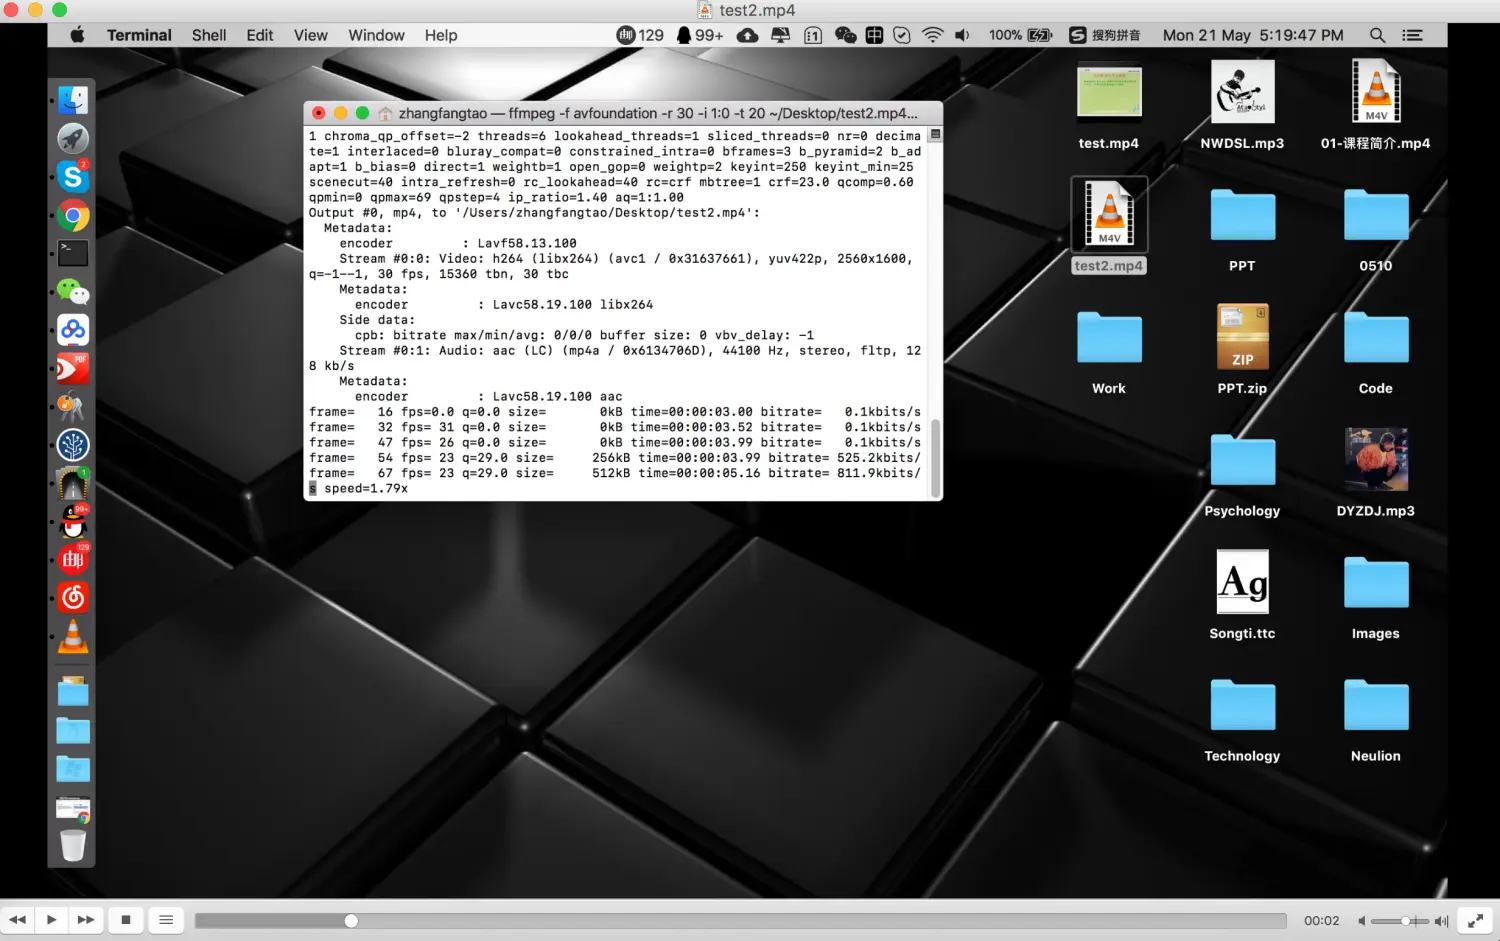 test2.mp4
Terminal Shell Edit View Window Help 129 99+ 中 100% 搜狗拼音 Mon 21 May 5:19:47 PM
zhangfangtao — ffmpeg -f avfoundation -r 30 -i 1:0 -t 20 ~/Desktop/test2.mp4...
1 chroma_qp_offset=-2 threads=6 lookahead_threads=1 sliced_threads=0 nr=0 decima
te=1 interlaced=0 bluray_compat=0 constrained_intra=0 bframes=3 b_pyramid=2 b_ad
apt=1 b_bias=0 direct=1 weightb=1 open_gop=0 weightp=2 keyint=250 keyint_min=25
scenecut=40 intra_refresh=0 rc_lookahead=40 rc=crf mbtree=1 crf=23.0 qcomp=0.60
qpmin=0 qpmax=69 qpstep=4 ip_ratio=1.40 aq=1:1.00
Output #0, mp4, to '/Users/zhangfangtao/Desktop/test2.mp4':
Metadata:
encoder : Lavf58.13.100
Stream #0:0: Video: h264 (libx264) (avc1 / 0x31637661), yuv422p, 2560x1600,
q=-1--1, 30 fps, 15360 tbn, 30 tbc
Metadata:
encoder : Lavc58.19.100 libx264
Side data:
cpb: bitrate max/min/avg: 0/0/0 buffer size: 0 vbv_delay: -1
Stream #0:1: Audio: aac (LC) (mp4a / 0x6134706D), 44100 Hz, stereo, fltp, 12
8 kb/s
Metadata:
encoder : Lavc58.19.100 aac
frame= 16 fps=0.0 q=0.0 size= 0kB time=00:00:03.00 bitrate= 0.1kbits/s
frame= 32 fps= 31 q=0.0 size= 0kB time=00:00:03.52 bitrate= 0.1kbits/s
frame= 47 fps= 26 q=0.0 size= 0kB time=00:00:03.99 bitrate= 0.1kbits/s
frame= 54 fps= 23 q=29.0 size= 256kB time=00:00:03.99 bitrate= 525.2kbits/
frame= 67 fps= 23 q=29.0 size= 512kB time=00:00:05.16 bitrate= 811.9kbits/
s speed=1.79x
test.mp4
NWDSL.mp3
M4V
01-课程简介.mp4
M4V
test2.mp4
PPT
0510
Work
ZIP
PPT.zip
Code
Psychology
DYZDJ.mp3
Ag
Songti.ttc
Images
Technology
Neulion
2
PDF
1
99+
129
00:02